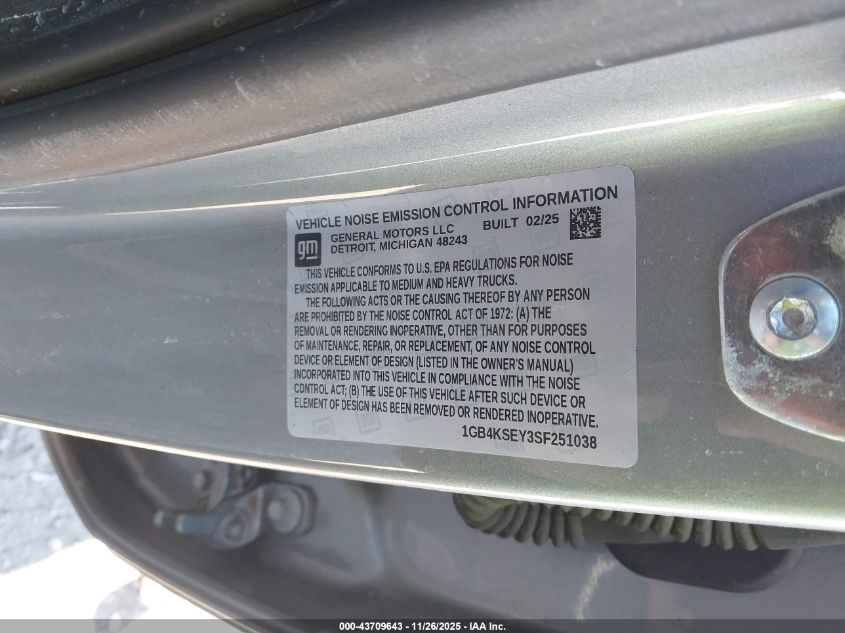 VEHICLE NOISE EMISSION CONTROL INFORMATION
gm GENERAL MOTORS LLC BUILT 02/25
DETROIT, MICHIGAN 48243
THIS VEHICLE CONFORMS TO U.S. EPA REGULATIONS FOR NOISE
EMISSION APPLICABLE TO MEDIUM AND HEAVY TRUCKS.
THE FOLLOWING ACTS OR THE CAUSING THEREOF BY ANY PERSON
ARE PROHIBITED BY THE NOISE CONTROL ACT OF 1972: (A) THE
REMOVAL OR RENDERING INOPERATIVE, OTHER THAN FOR PURPOSES
OF MAINTENANCE, REPAIR, OR REPLACEMENT, OF ANY NOISE CONTROL
DEVICE OR ELEMENT OF DESIGN (LISTED IN THE OWNER'S MANUAL)
INCORPORATED INTO THIS VEHICLE IN COMPLIANCE WITH THE NOISE
CONTROL ACT; (B) THE USE OF THIS VEHICLE AFTER SUCH DEVICE OR
ELEMENT OF DESIGN HAS BEEN REMOVED OR RENDERED INOPERATIVE.
1GB4KSEY3SF251038
000-43709643 - 11/26/2025 - IAA Inc.